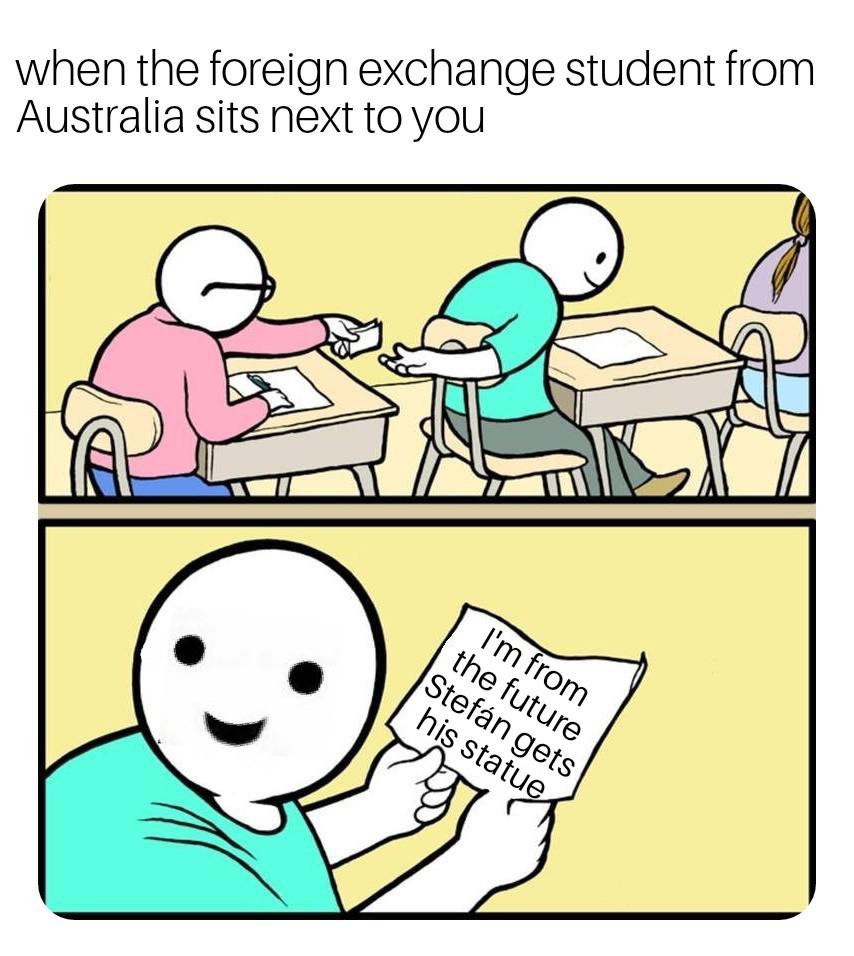 when the foreign exchange student from
Australia sits next to you
I'm from
the future
Stefán gets
his statue